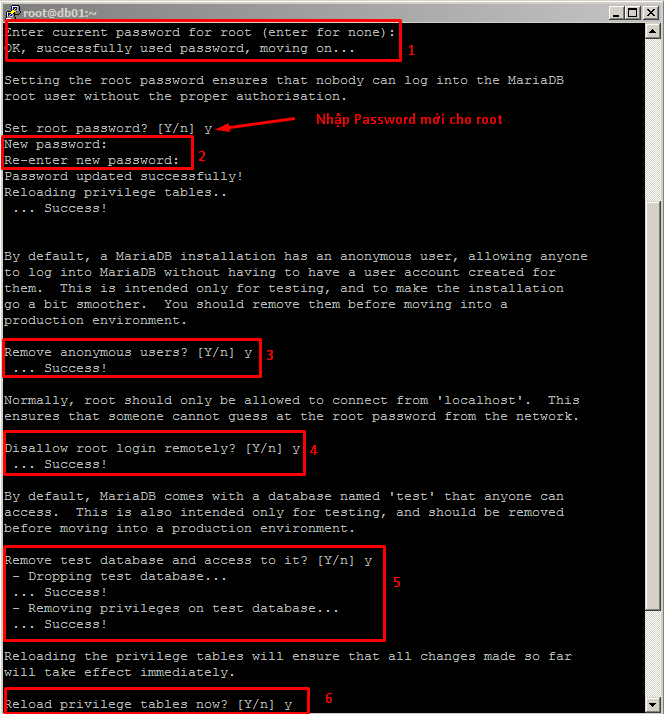 root@db01:~
Enter current password for root (enter for none):
OK, successfully used password, moving on...
1
Setting the root password ensures that nobody can log into the MariaDB
root user without the proper authorisation.
Set root password? [Y/n] y
Nhập Password mới cho root
New password:
Re-enter new password:
2
Password updated successfully!
Reloading privilege tables..
... Success!
By default, a MariaDB installation has an anonymous user, allowing anyone
to log into MariaDB without having to have a user account created for
them.  This is intended only for testing, and to make the installation
go a bit smoother.  You should remove them before moving into a
production environment.
Remove anonymous users? [Y/n] y
3
... Success!
Normally, root should only be allowed to connect from 'localhost'.  This
ensures that someone cannot guess at the root password from the network.
Disallow root login remotely? [Y/n] y
4
... Success!
By default, MariaDB comes with a database named 'test' that anyone can
access.  This is also intended only for testing, and should be removed
before moving into a production environment.
Remove test database and access to it? [Y/n] y
- Dropping test database...
5
... Success!
- Removing privileges on test database...
... Success!
Reloading the privilege tables will ensure that all changes made so far
will take effect immediately.
6
Reload privilege tables now? [Y/n] y